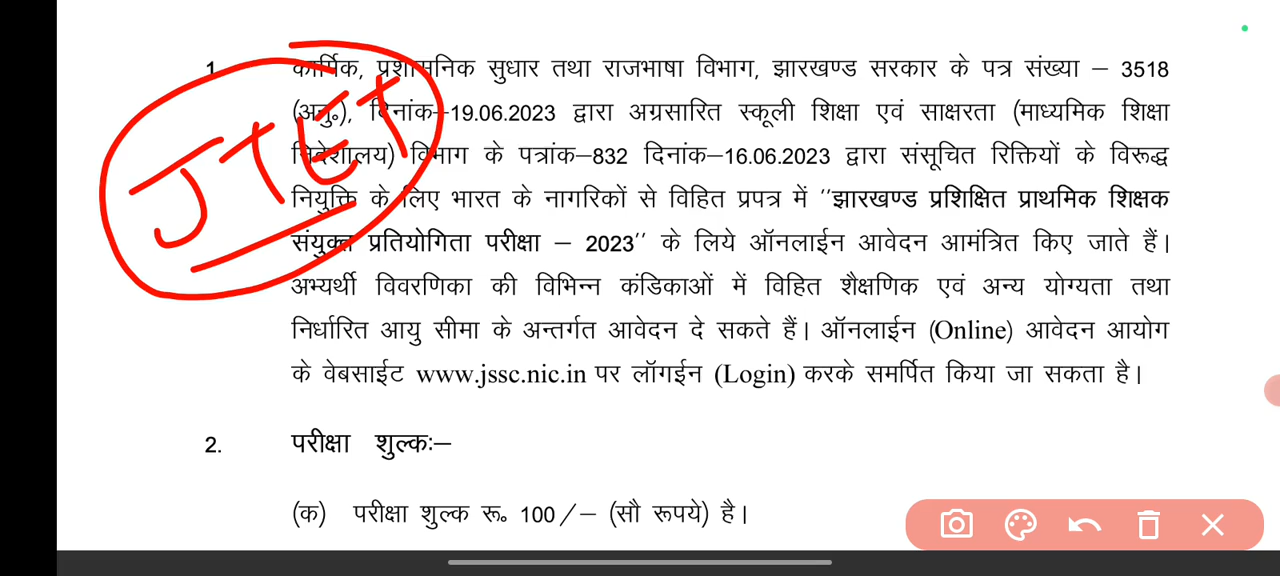 1. कार्मिक, प्रशासनिक सुधार तथा राजभाषा विभाग, झारखण्ड सरकार के पत्र संख्या – 3518
(अनु॰), दिनांक–19.06.2023 द्वारा अग्रसारित स्कूली शिक्षा एवं साक्षरता (माध्यमिक शिक्षा
निदेशालय) विभाग के पत्रांक–832 दिनांक–16.06.2023 द्वारा संसूचित रिक्तियों के विरूद्ध
नियुक्ति के लिए भारत के नागरिकों से विहित प्रपत्र में "झारखण्ड प्रशिक्षित प्राथमिक शिक्षक
संयुक्त प्रतियोगिता परीक्षा – 2023" के लिये ऑनलाईन आवेदन आमंत्रित किए जाते हैं।
अभ्यर्थी विवरणिका की विभिन्न कंडिकाओं में विहित शैक्षणिक एवं अन्य योग्यता तथा
निर्धारित आयु सीमा के अन्तर्गत आवेदन दे सकते हैं। ऑनलाईन (Online) आवेदन आयोग
के वेबसाईट www.jssc.nic.in पर लॉगईन (Login) करके समर्पित किया जा सकता है।
JTET
2. परीक्षा शुल्कः–
(क) परीक्षा शुल्क रू॰ 100/– (सौ रूपये) है।